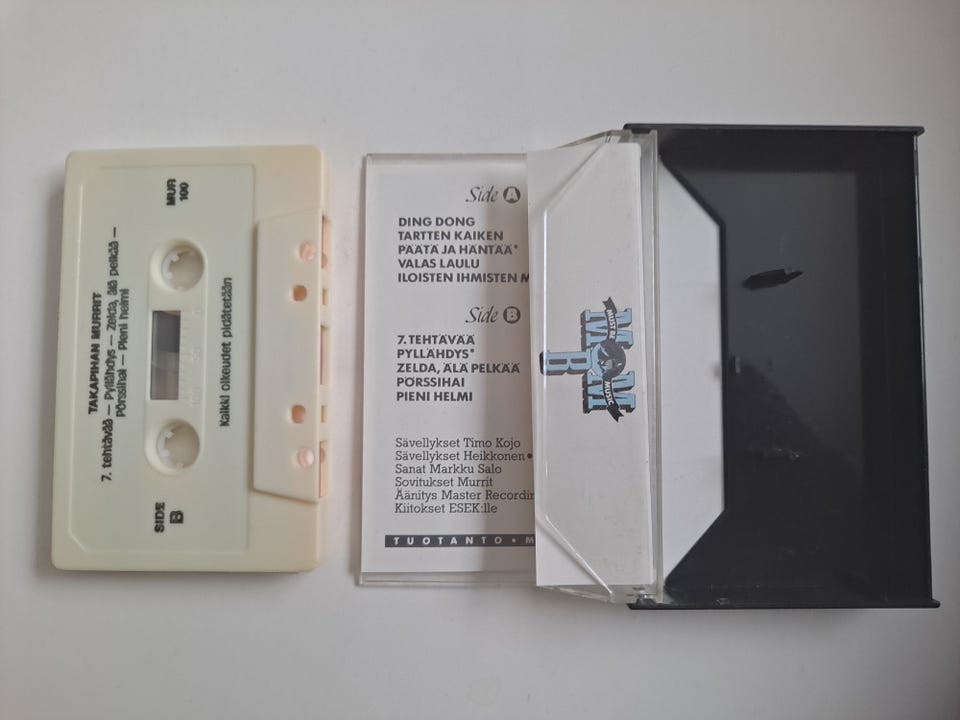 TAKAPIHAN MURRIT
7. tehtävää — Pyllähdys — Zelda, älä pelkää —
Pörssihai — Pieni helmi
SIDE
B
MUR
100
Kaikki oikeudet pidätetään
Side A
DING DONG
TARTTEN KAIKEN
PÄÄTÄ JA HÄNTÄÄ*
VALAS LAULU
ILOISTEN IHMISTEN M
Side B
7. TEHTÄVÄÄ
PYLLÄHDYS*
ZELDA, ÄLÄ PELKÄÄ
PÖRSSIHAI
PIENI HELMI
Sävellykset Timo Kojo
Sävellykset Heikkonen*
Sanat Markku Salo
Sovitukset Murrit
Äänitys Master Recordin
Kiitokset ESEK:lle
TUOTANTO • M
MUST BE
MUSIC
B